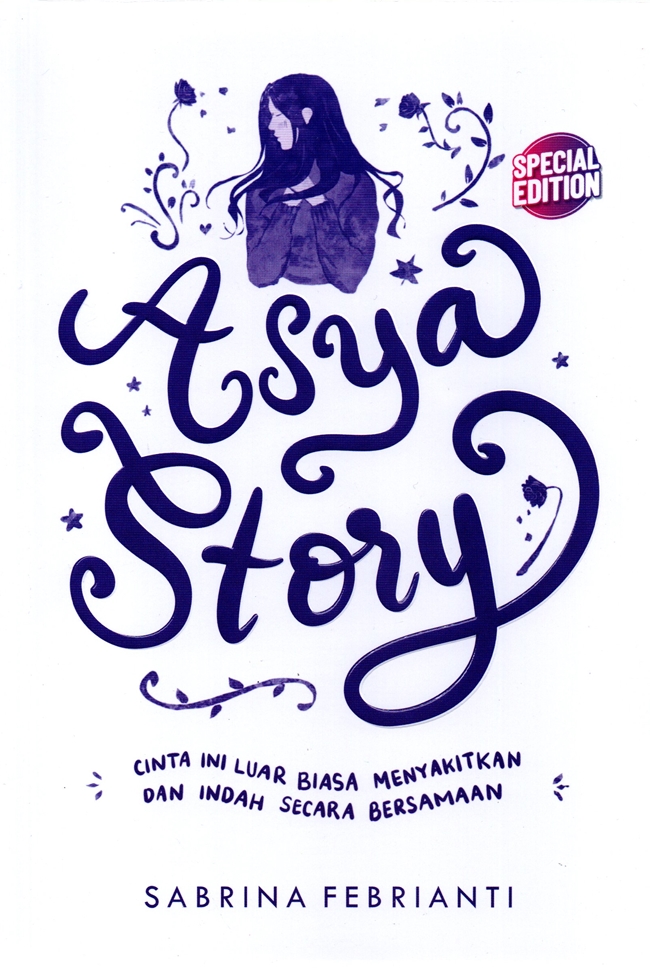 SPECIAL
EDITION
Asya
Story
CINTA INI LUAR BIASA MENYAKITKAN
DAN INDAH SECARA BERSAMAAN
SABRINA FEBRIANTI